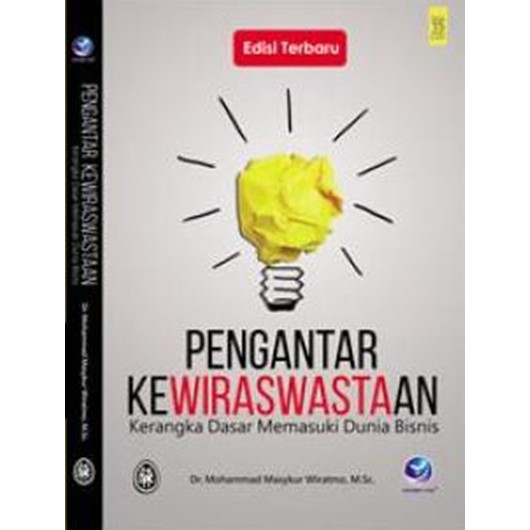 Edisi Terbaru
PENGANTAR
KEWIRASWASTAAN
Kerangka Dasar Memasuki Dunia Bisnis
Dr. Mohammad Masykur Wiratmo, M.Sc.
PENGANTAR KEWIRASWASTAAN
Kerangka Dasar Memasuki Dunia Bisnis
Dr. Mohammad Masykur Wiratmo, M.Sc.